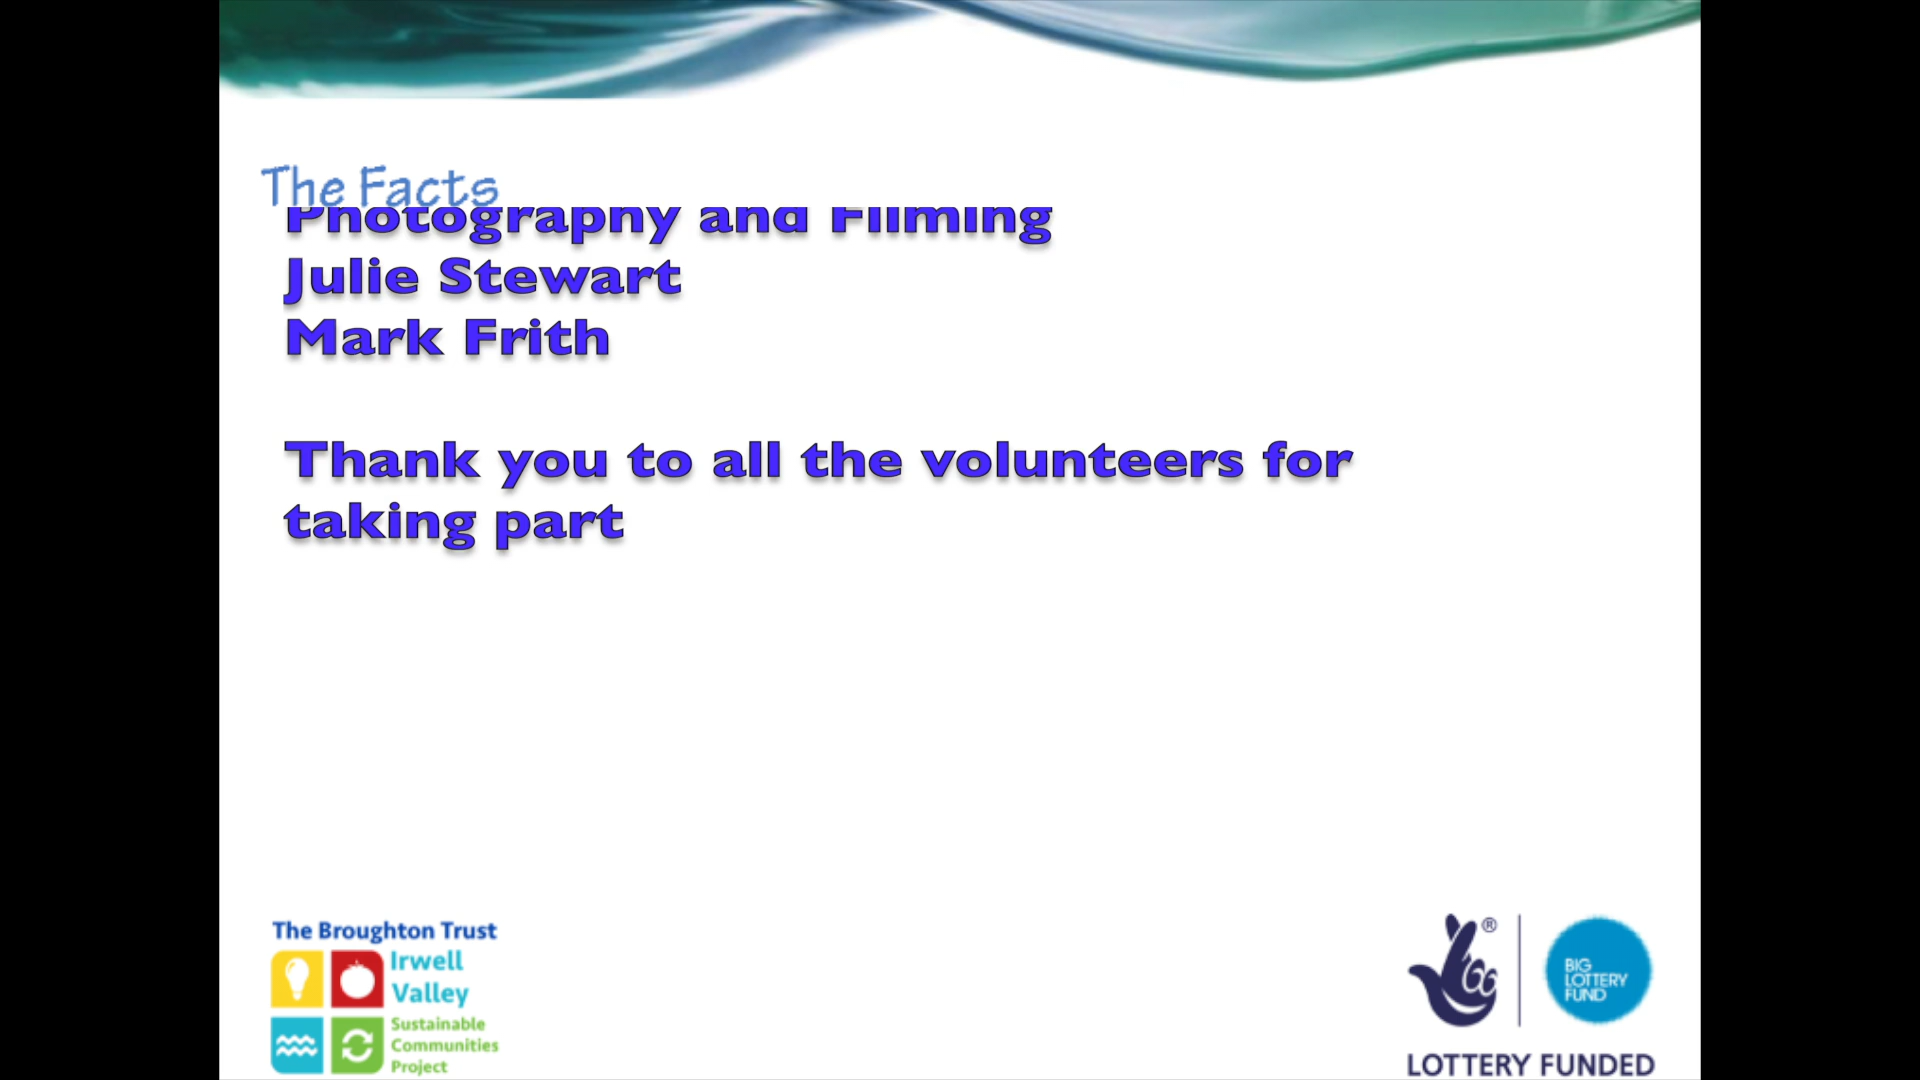 The Facts
Photography and Filming
Julie Stewart
Mark Frith
Thank you to all the volunteers for
taking part
The Broughton Trust
Irwell
Valley
Sustainable
Communities
Project
®
BIG
LOTTERY
FUND
LOTTERY FUNDED